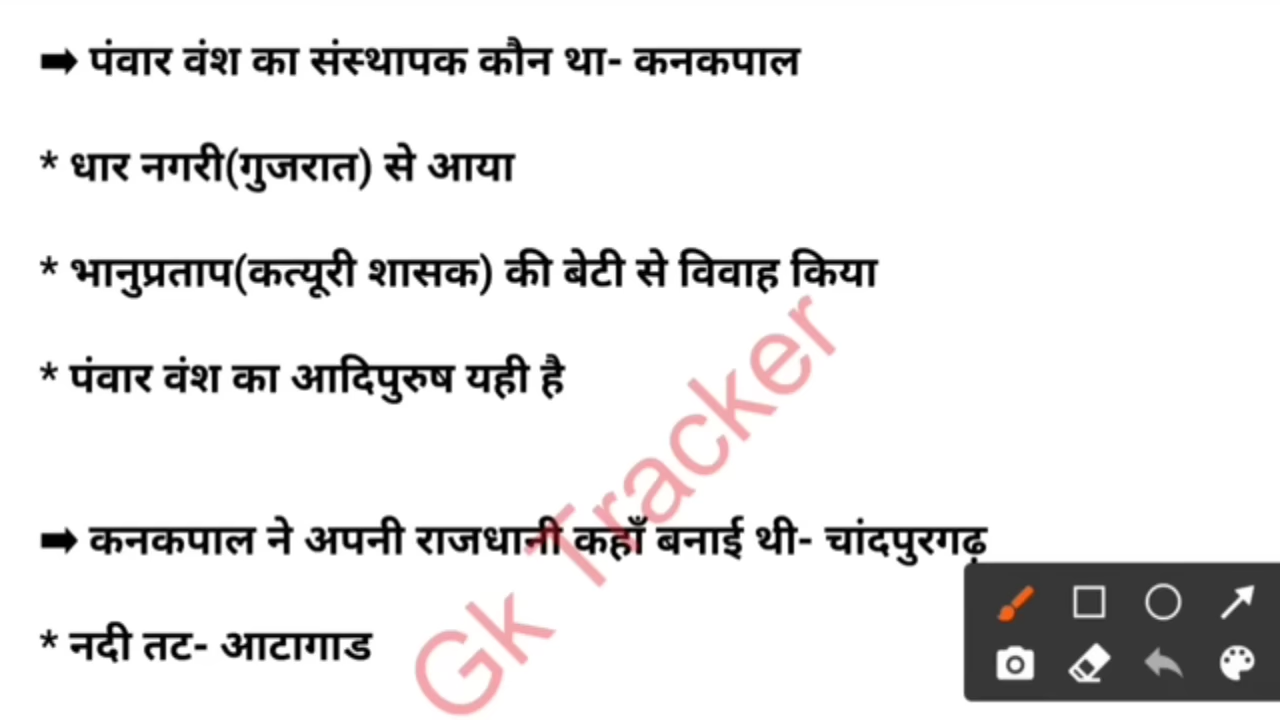 ➡ पंवार वंश का संस्थापक कौन था- कनकपाल
* धार नगरी(गुजरात) से आया
* भानुप्रताप(कत्यूरी शासक) की बेटी से विवाह किया
* पंवार वंश का आदिपुरुष यही है
➡ कनकपाल ने अपनी राजधानी कहाँ बनाई थी- चांदपुरगढ़
* नदी तट- आटागाड
Gk Tracker